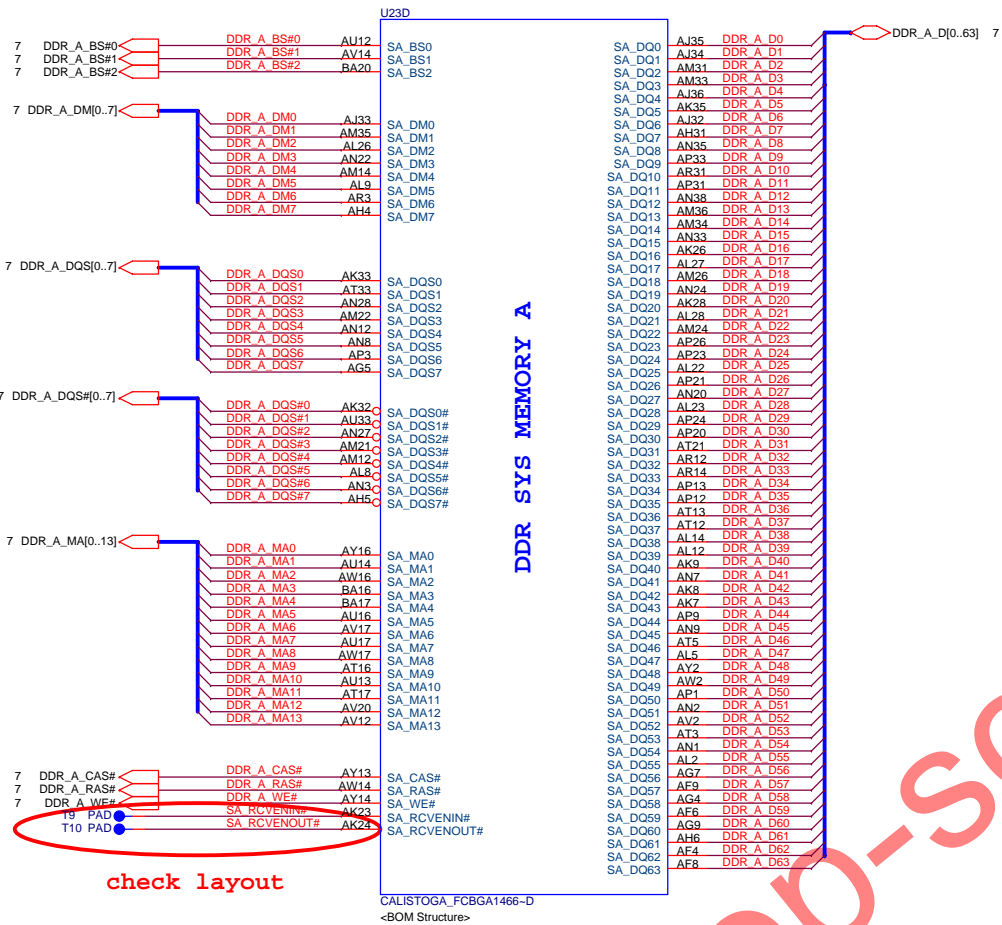 U23D
7 DDR_A_BS#0 DDR_A_BS#0 AU12 SA_BS0
7 DDR_A_BS#1 DDR_A_BS#1 AV14 SA_BS1
7 DDR_A_BS#2 DDR_A_BS#2 BA20 SA_BS2
7 DDR_A_DM[0..7]
DDR_A_DM0 AJ33 SA_DM0
DDR_A_DM1 AM35 SA_DM1
DDR_A_DM2 AL26 SA_DM2
DDR_A_DM3 AN22 SA_DM3
DDR_A_DM4 AM14 SA_DM4
DDR_A_DM5 AL9 SA_DM5
DDR_A_DM6 AR3 SA_DM6
DDR_A_DM7 AH4 SA_DM7
7 DDR_A_DQS[0..7]
DDR_A_DQS0 AK33 SA_DQS0
DDR_A_DQS1 AT33 SA_DQS1
DDR_A_DQS2 AN28 SA_DQS2
DDR_A_DQS3 AM22 SA_DQS3
DDR_A_DQS4 AN12 SA_DQS4
DDR_A_DQS5 AN8 SA_DQS5
DDR_A_DQS6 AP3 SA_DQS6
DDR_A_DQS7 AG5 SA_DQS7
7 DDR_A_DQS#[0..7]
DDR_A_DQS#0 AK32 SA_DQS0#
DDR_A_DQS#1 AU33 SA_DQS1#
DDR_A_DQS#2 AN27 SA_DQS2#
DDR_A_DQS#3 AM21 SA_DQS3#
DDR_A_DQS#4 AM12 SA_DQS4#
DDR_A_DQS#5 AL8 SA_DQS5#
DDR_A_DQS#6 AN3 SA_DQS6#
DDR_A_DQS#7 AH5 SA_DQS7#
7 DDR_A_MA[0..13]
DDR_A_MA0 AY16 SA_MA0
DDR_A_MA1 AU14 SA_MA1
DDR_A_MA2 AW16 SA_MA2
DDR_A_MA3 BA16 SA_MA3
DDR_A_MA4 BA17 SA_MA4
DDR_A_MA5 AU16 SA_MA5
DDR_A_MA6 AV17 SA_MA6
DDR_A_MA7 AU17 SA_MA7
DDR_A_MA8 AW17 SA_MA8
DDR_A_MA9 AT16 SA_MA9
DDR_A_MA10 AU13 SA_MA10
DDR_A_MA11 AT17 SA_MA11
DDR_A_MA12 AV20 SA_MA12
DDR_A_MA13 AV12 SA_MA13
7 DDR_A_CAS# DDR_A_CAS# AY13 SA_CAS#
7 DDR_A_RAS# DDR_A_RAS# AW14 SA_RAS#
7 DDR_A_WE# DDR_A_WE# AY14 SA_WE#
T9 PAD SA_RCVENIN# AK23 SA_RCVENIN#
T10 PAD SA_RCVENOUT# AK24 SA_RCVENOUT#
check layout
DDR SYS MEMORY A
DDR_A_D[0..63] 7
SA_DQ0 AJ35 DDR_A_D0
SA_DQ1 AJ34 DDR_A_D1
SA_DQ2 AM31 DDR_A_D2
SA_DQ3 AM33 DDR_A_D3
SA_DQ4 AJ36 DDR_A_D4
SA_DQ5 AK35 DDR_A_D5
SA_DQ6 AJ32 DDR_A_D6
SA_DQ7 AH31 DDR_A_D7
SA_DQ8 AN35 DDR_A_D8
SA_DQ9 AP33 DDR_A_D9
SA_DQ10 AR31 DDR_A_D10
SA_DQ11 AP31 DDR_A_D11
SA_DQ12 AN38 DDR_A_D12
SA_DQ13 AM36 DDR_A_D13
SA_DQ14 AM34 DDR_A_D14
SA_DQ15 AN33 DDR_A_D15
SA_DQ16 AK26 DDR_A_D16
SA_DQ17 AL27 DDR_A_D17
SA_DQ18 AM26 DDR_A_D18
SA_DQ19 AN24 DDR_A_D19
SA_DQ20 AK28 DDR_A_D20
SA_DQ21 AL28 DDR_A_D21
SA_DQ22 AM24 DDR_A_D22
SA_DQ23 AP26 DDR_A_D23
SA_DQ24 AP23 DDR_A_D24
SA_DQ25 AL22 DDR_A_D25
SA_DQ26 AP21 DDR_A_D26
SA_DQ27 AN20 DDR_A_D27
SA_DQ28 AL23 DDR_A_D28
SA_DQ29 AP24 DDR_A_D29
SA_DQ30 AP20 DDR_A_D30
SA_DQ31 AT21 DDR_A_D31
SA_DQ32 AR12 DDR_A_D32
SA_DQ33 AR14 DDR_A_D33
SA_DQ34 AP13 DDR_A_D34
SA_DQ35 AP12 DDR_A_D35
SA_DQ36 AT13 DDR_A_D36
SA_DQ37 AT12 DDR_A_D37
SA_DQ38 AL14 DDR_A_D38
SA_DQ39 AL12 DDR_A_D39
SA_DQ40 AK9 DDR_A_D40
SA_DQ41 AN7 DDR_A_D41
SA_DQ42 AK8 DDR_A_D42
SA_DQ43 AK7 DDR_A_D43
SA_DQ44 AP9 DDR_A_D44
SA_DQ45 AN9 DDR_A_D45
SA_DQ46 AT5 DDR_A_D46
SA_DQ47 AL5 DDR_A_D47
SA_DQ48 AY2 DDR_A_D48
SA_DQ49 AW2 DDR_A_D49
SA_DQ50 AP1 DDR_A_D50
SA_DQ51 AN2 DDR_A_D51
SA_DQ52 AV2 DDR_A_D52
SA_DQ53 AT3 DDR_A_D53
SA_DQ54 AN1 DDR_A_D54
SA_DQ55 AL2 DDR_A_D55
SA_DQ56 AG7 DDR_A_D56
SA_DQ57 AF9 DDR_A_D57
SA_DQ58 AG4 DDR_A_D58
SA_DQ59 AF6 DDR_A_D59
SA_DQ60 AG9 DDR_A_D60
SA_DQ61 AH6 DDR_A_D61
SA_DQ62 AF4 DDR_A_D62
SA_DQ63 AF8 DDR_A_D63
CALISTOGA_FCBGA1466~D
<BOM Structure>